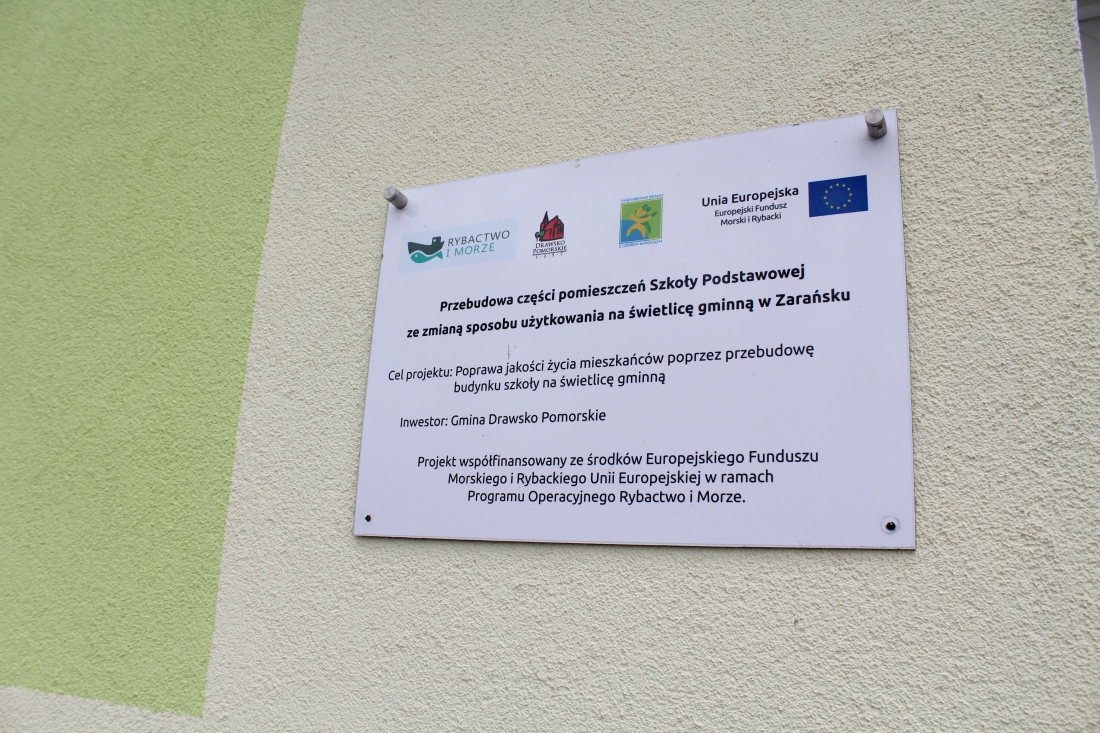 RYBACTWO
I MORZE
DRAWSKO
POMORSKIE
Unia Europejska
Europejski Fundusz
Morski i Rybacki
Przebudowa części pomieszczeń Szkoły Podstawowej
ze zmianą sposobu użytkowania na świetlicę gminną w Zarańsku
Cel projektu: Poprawa jakości życia mieszkańców poprzez przebudowę
budynku szkoły na świetlicę gminną
Inwestor: Gmina Drawsko Pomorskie
Projekt współfinansowany ze środków Europejskiego Funduszu
Morskiego i Rybackiego Unii Europejskiej w ramach
Programu Operacyjnego Rybactwo i Morze.